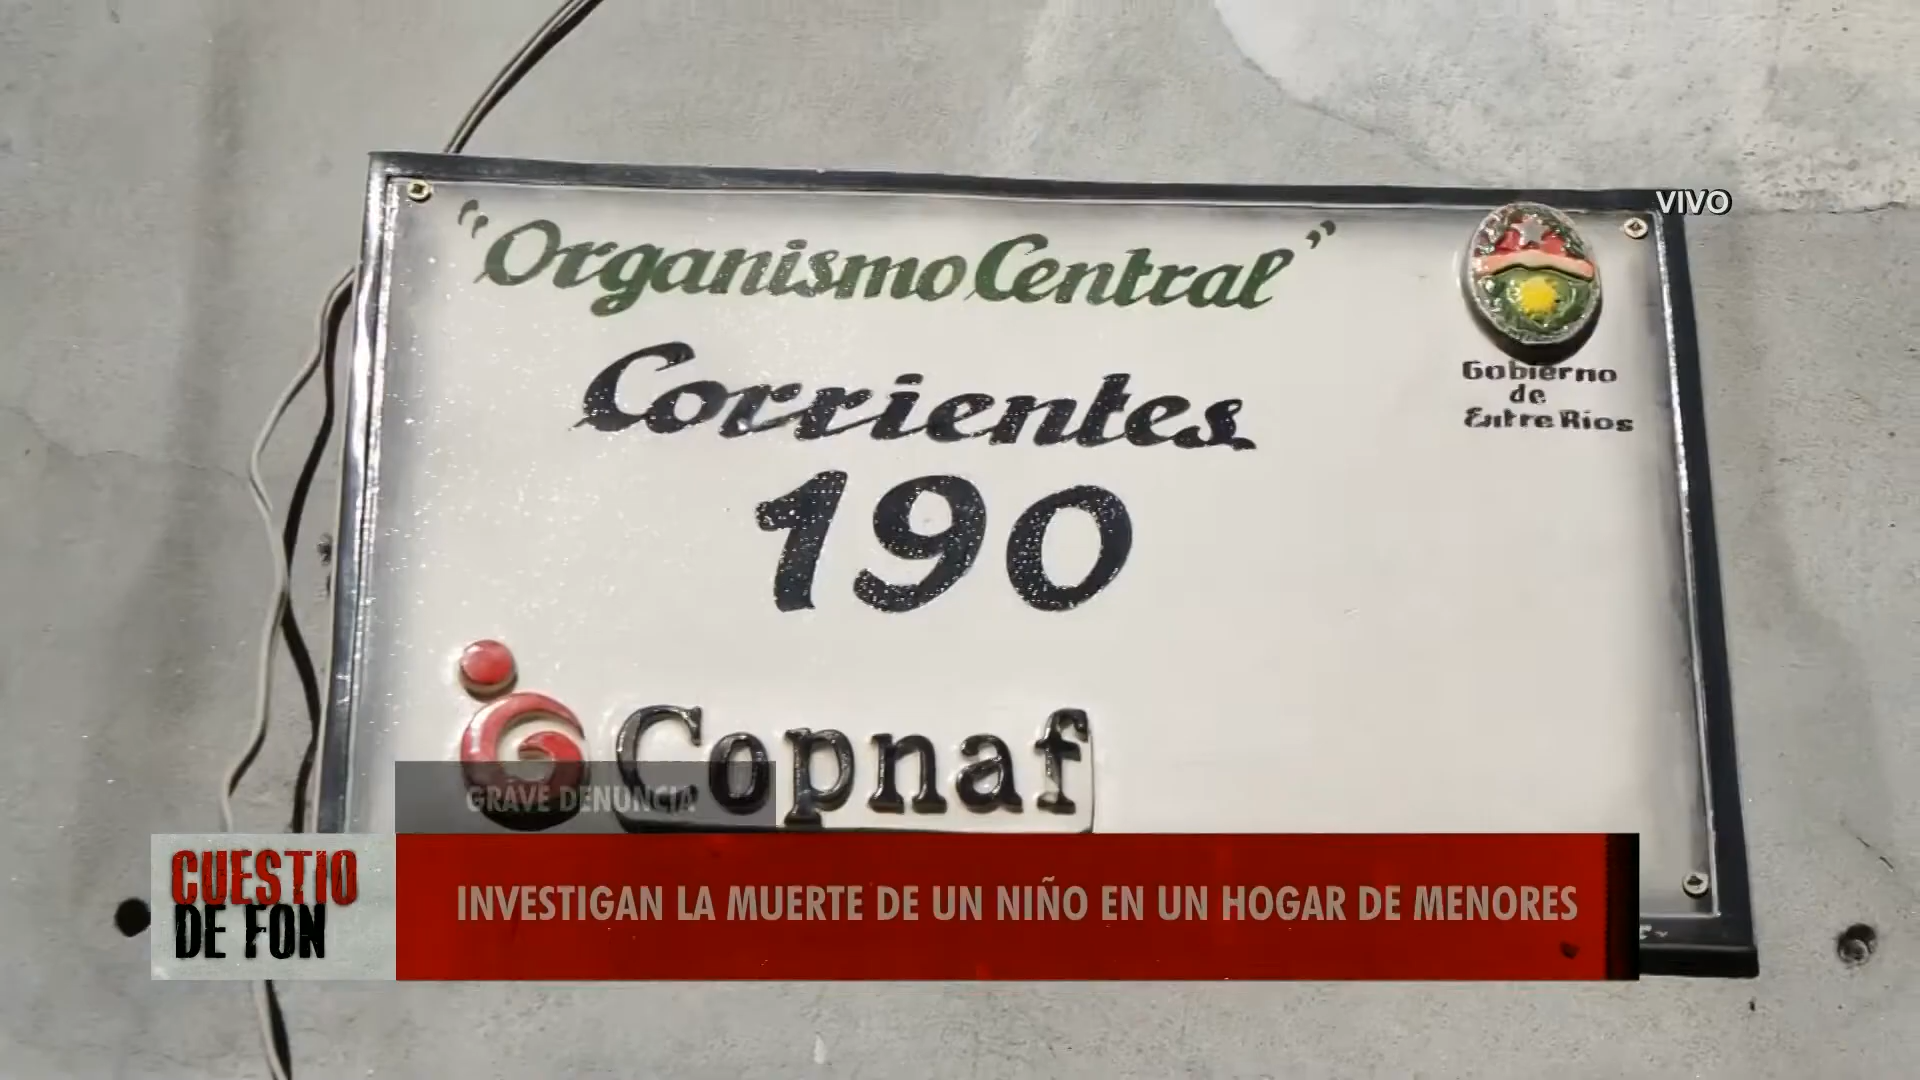 VIVO
"Organismo Central"
Corrientes
190
Gobierno
de
Entre Ríos
Copnaf
GRAVE DENUNCIA
CUESTIO
DE FON
INVESTIGAN LA MUERTE DE UN NIÑO EN UN HOGAR DE MENORES